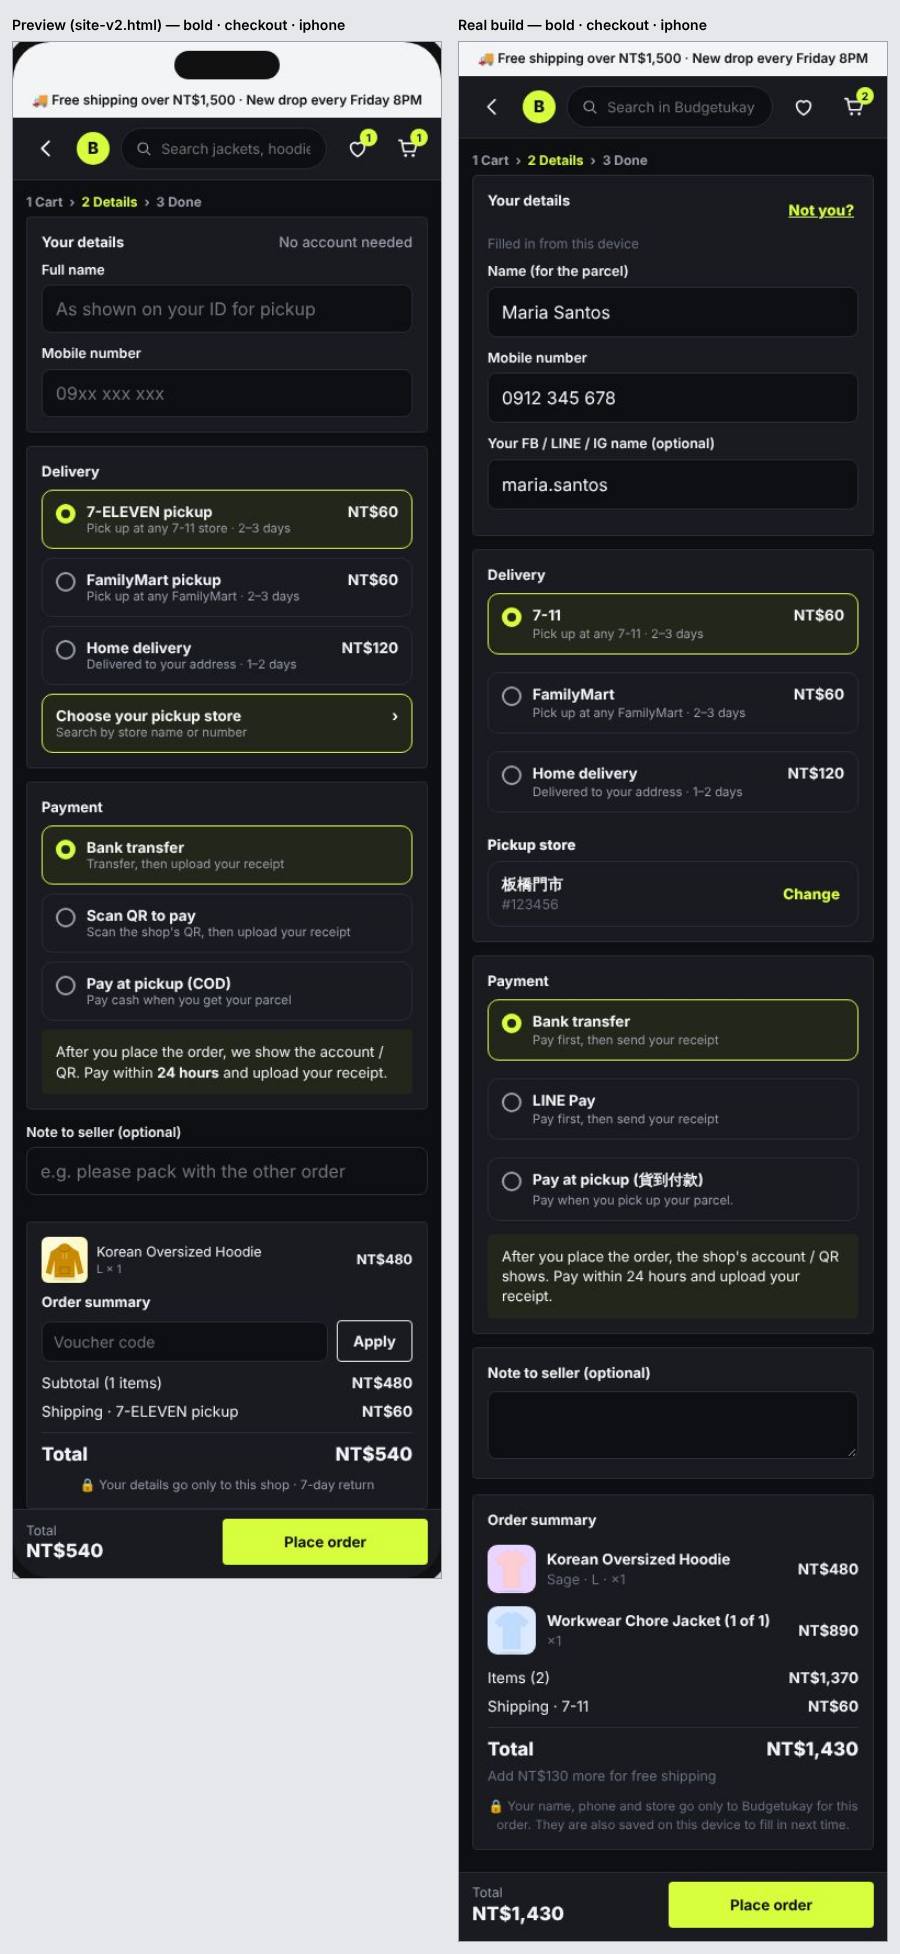 Preview (site-v2.html) — bold · checkout · iphone
🚚 Free shipping over NT$1,500 · New drop every Friday 8PM
B
Search jackets, hoodie
1
1
1 Cart › 2 Details › 3 Done
Your details
No account needed
Full name
As shown on your ID for pickup
Mobile number
09xx xxx xxx
Delivery
7-ELEVEN pickup NT$60
Pick up at any 7-11 store · 2–3 days
FamilyMart pickup NT$60
Pick up at any FamilyMart · 2–3 days
Home delivery NT$120
Delivered to your address · 1–2 days
Choose your pickup store ›
Search by store name or number
Payment
Bank transfer
Transfer, then upload your receipt
Scan QR to pay
Scan the shop's QR, then upload your receipt
Pay at pickup (COD)
Pay cash when you get your parcel
After you place the order, we show the account /
QR. Pay within 24 hours and upload your receipt.
Note to seller (optional)
e.g. please pack with the other order
Korean Oversized Hoodie NT$480
L × 1
Order summary
Voucher code Apply
Subtotal (1 items) NT$480
Shipping · 7-ELEVEN pickup NT$60
Total NT$540
🔒 Your details go only to this shop · 7-day return
Total
NT$540
Place order
Real build — bold · checkout · iphone
🚚 Free shipping over NT$1,500 · New drop every Friday 8PM
B
Search in Budgetukay
2
1 Cart › 2 Details › 3 Done
Your details
Not you?
Filled in from this device
Name (for the parcel)
Maria Santos
Mobile number
0912 345 678
Your FB / LINE / IG name (optional)
maria.santos
Delivery
7-11 NT$60
Pick up at any 7-11 · 2–3 days
FamilyMart NT$60
Pick up at any FamilyMart · 2–3 days
Home delivery NT$120
Delivered to your address · 1–2 days
Pickup store
板橋門市
#123456
Change
Payment
Bank transfer
Pay first, then send your receipt
LINE Pay
Pay first, then send your receipt
Pay at pickup (貨到付款)
Pay when you pick up your parcel.
After you place the order, the shop's account / QR
shows. Pay within 24 hours and upload your
receipt.
Note to seller (optional)
Order summary
Korean Oversized Hoodie NT$480
Sage · L · ×1
Workwear Chore Jacket (1 of 1) NT$890
×1
Items (2) NT$1,370
Shipping · 7-11 NT$60
Total NT$1,430
Add NT$130 more for free shipping
🔒 Your name, phone and store go only to Budgetukay for this
order. They are also saved on this device to fill in next time.
Total
NT$1,430
Place order